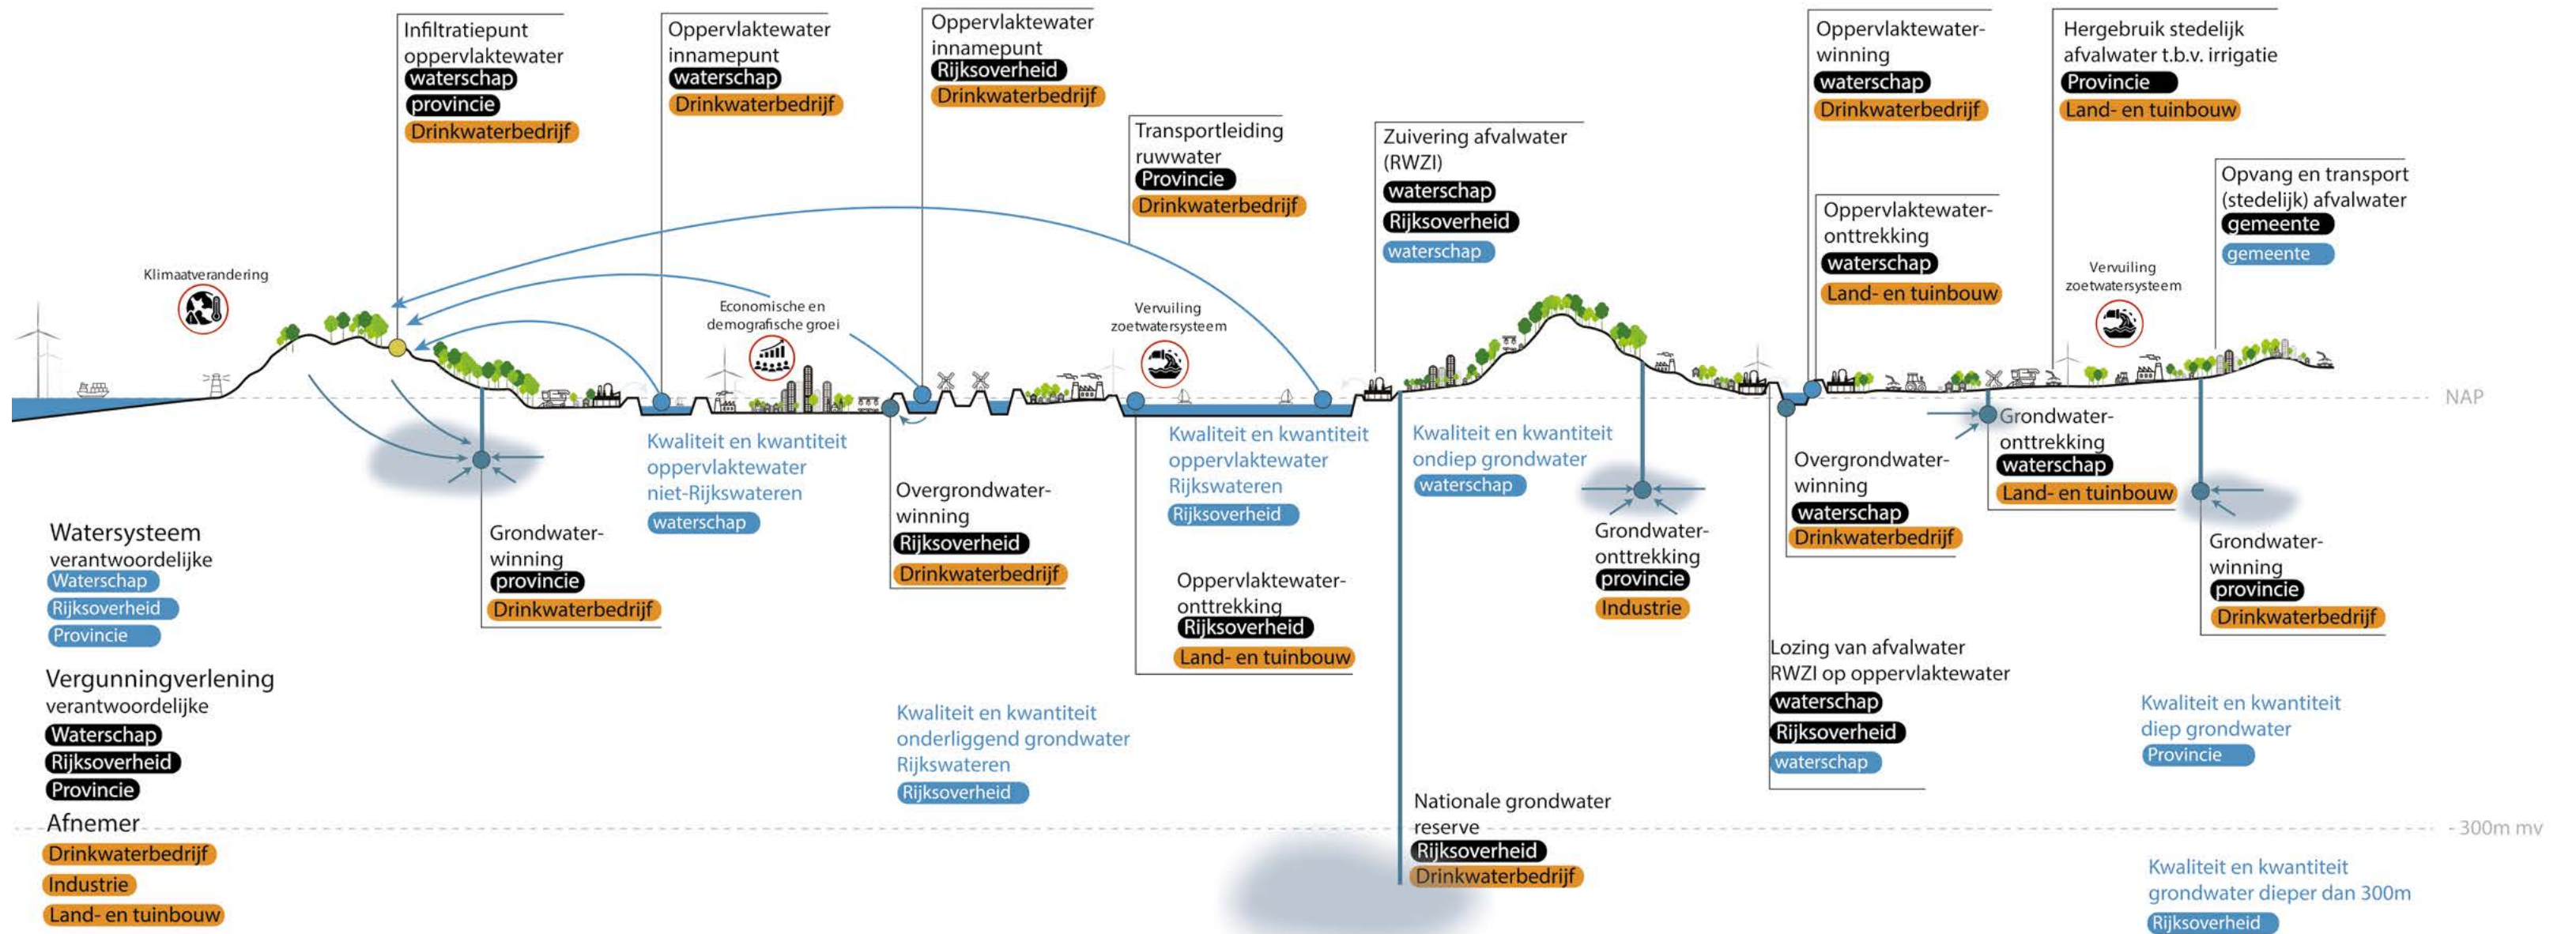 Infiltratiepunt
oppervlaktewater
waterschap
provincie
Drinkwaterbedrijf
Oppervlaktewater
innamepunt
waterschap
Drinkwaterbedrijf
Oppervlaktewater
innamepunt
Rijksoverheid
Drinkwaterbedrijf
Transportleiding
ruwwater
Provincie
Drinkwaterbedrijf
Zuivering afvalwater
(RWZI)
waterschap
Rijksoverheid
waterschap
Oppervlaktewater-
winning
waterschap
Drinkwaterbedrijf
Oppervlaktewater-
onttrekking
waterschap
Land- en tuinbouw
Hergebruik stedelijk
afvalwater t.b.v. irrigatie
Provincie
Land- en tuinbouw
Opvang en transport
(stedelijk) afvalwater
gemeente
gemeente
Klimaatverandering
Economische en
demografische groei
Vervuiling
zoetwatersysteem
Vervuiling
zoetwatersysteem
NAP
Kwaliteit en kwantiteit
oppervlaktewater
niet-Rijkswateren
waterschap
Kwaliteit en kwantiteit
oppervlaktewater
Rijkswateren
Rijksoverheid
Kwaliteit en kwantiteit
ondiep grondwater
waterschap
Grondwater-
onttrekking
waterschap
Land- en tuinbouw
Overgrondwater-
winning
waterschap
Drinkwaterbedrijf
Overgrondwater-
winning
Rijksoverheid
Drinkwaterbedrijf
Grondwater-
winning
provincie
Drinkwaterbedrijf
Grondwater-
onttrekking
provincie
Industrie
Grondwater-
winning
provincie
Drinkwaterbedrijf
Oppervlaktewater-
onttrekking
Rijksoverheid
Land- en tuinbouw
Lozing van afvalwater
RWZI op oppervlaktewater
waterschap
Rijksoverheid
waterschap
Kwaliteit en kwantiteit
onderliggend grondwater
Rijkswateren
Rijksoverheid
Kwaliteit en kwantiteit
diep grondwater
Provincie
Nationale grondwater
reserve
Rijksoverheid
Drinkwaterbedrijf
- 300m mv
Kwaliteit en kwantiteit
grondwater dieper dan 300m
Rijksoverheid
Watersysteem
verantwoordelijke
Waterschap
Rijksoverheid
Provincie
Vergunningverlening
verantwoordelijke
Waterschap
Rijksoverheid
Provincie
Afnemer
Drinkwaterbedrijf
Industrie
Land- en tuinbouw